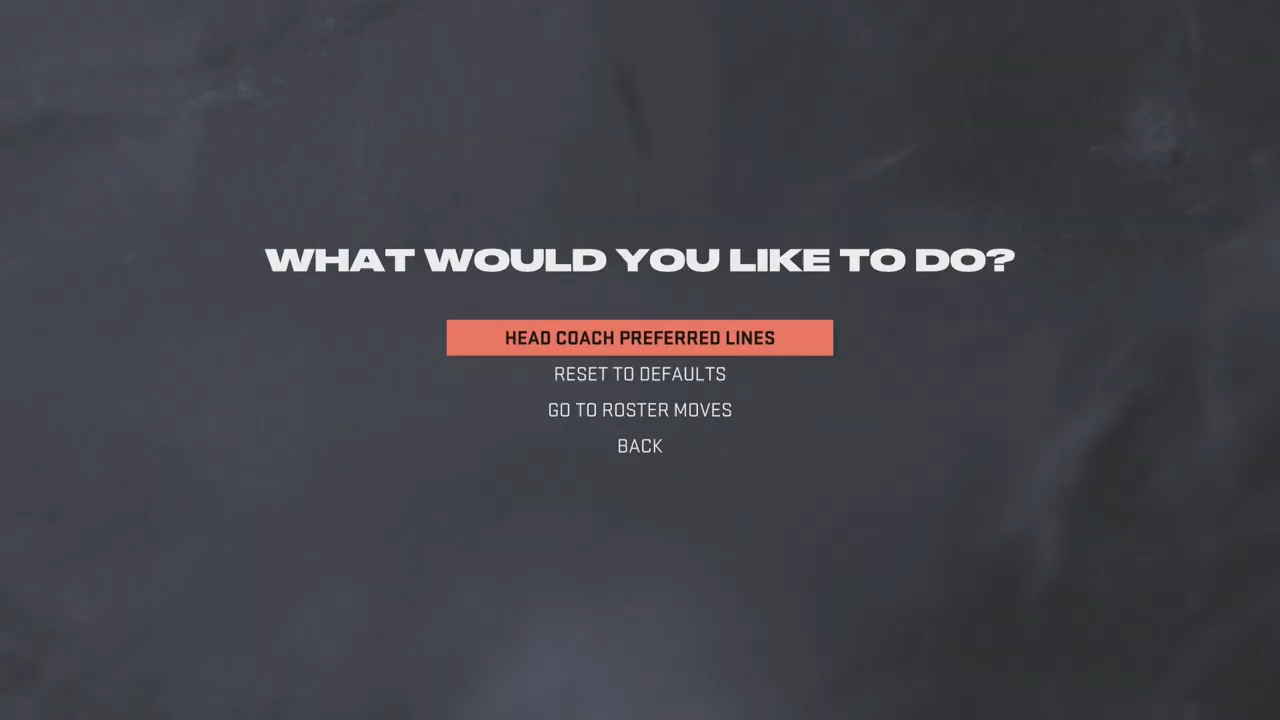 WHAT WOULD YOU LIKE TO DO?
HEAD COACH PREFERRED LINES
RESET TO DEFAULTS
GO TO ROSTER MOVES
BACK